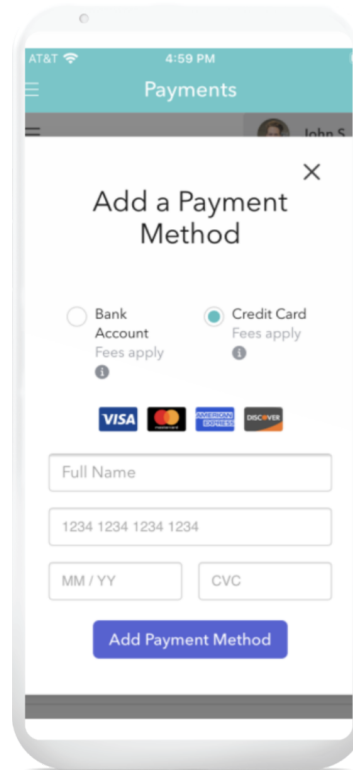 AT&T 4:59 PM
Payments
John S
Add a Payment
Method
Bank
Account
Fees apply
Credit Card
Fees apply
VISA
AMERICAN
EXPRESS
DISCOVER
Full Name
1234 1234 1234 1234
MM / YY
CVC
Add Payment Method